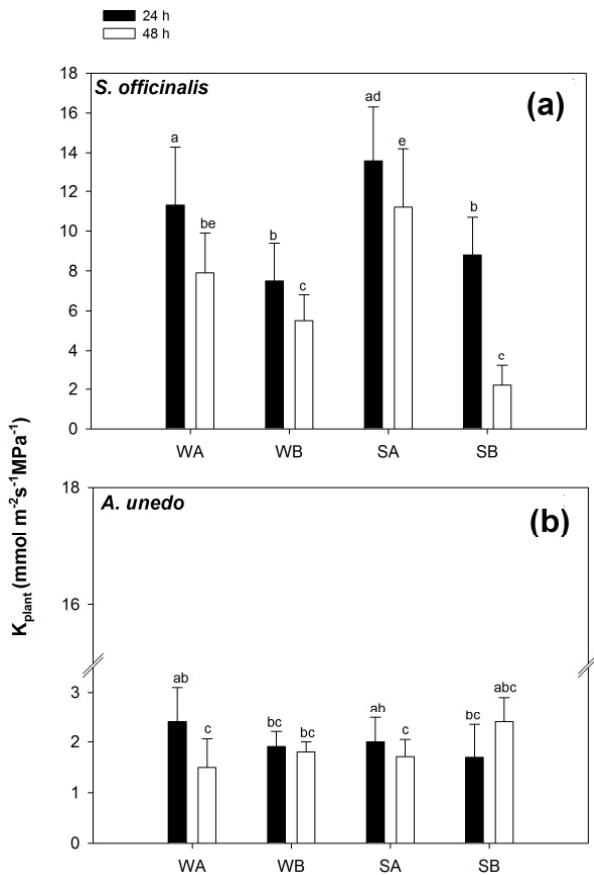 24 h
48 h
S. officinalis
(a)
18
16
14
12
10
8
6
4
2
0
a
be
b
c
ad
e
b
c
WA WB SA SB
K_plant (mmol m⁻²s⁻¹MPa⁻¹)
A. unedo
(b)
18
16
3
2
1
0
ab
c
bc
bc
ab
c
bc
abc
WA WB SA SB